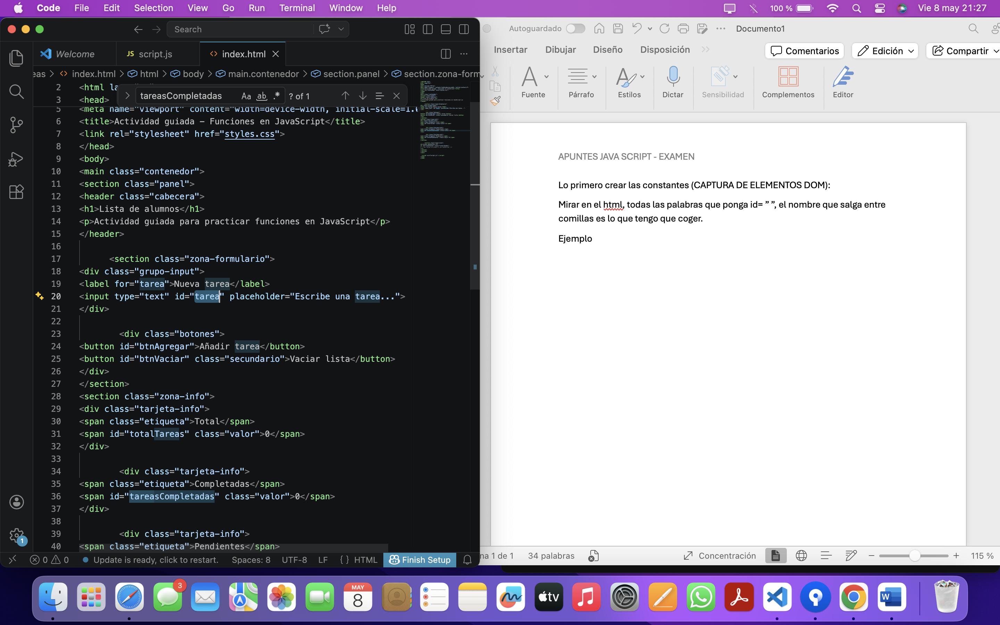 Code File Edit Selection View Go Run Terminal Window Help 100 % Vie 8 may 21:27
Search
Welcome JS script.js <> index.html
eas > <> index.html > html > body > main.contenedor > section.panel > section.zona-form
tareasCompletadas Aa ab .* ? of 1
2 <html la
3 <head>
5 <meta name="viewport" content="width=device-width, initial-scale=1.0
6 <title>Actividad guiada - Funciones en JavaScript</title>
7 <link rel="stylesheet" href="styles.css">
8 </head>
9 <body>
10 <main class="contenedor">
11 <section class="panel">
12 <header class="cabecera">
13 <h1>Lista de alumnos</h1>
14 <p>Actividad guiada para practicar funciones en JavaScript</p>
15 </header>
16
17 <section class="zona-formulario">
18 <div class="grupo-input">
19 <label for="tarea">Nueva tarea</label>
20 <input type="text" id="tarea" placeholder="Escribe una tarea...">
21 </div>
22
23 <div class="botones">
24 <button id="btnAgregar">Añadir tarea</button>
25 <button id="btnVaciar" class="secundario">Vaciar lista</button>
26 </div>
27 </section>
28 <section class="zona-info">
29 <div class="tarjeta-info">
30 <span class="etiqueta">Total</span>
31 <span id="totalTareas" class="valor">0</span>
32 </div>
33
34 <div class="tarjeta-info">
35 <span class="etiqueta">Completadas</span>
36 <span id="tareasCompletadas" class="valor">0</span>
37 </div>
38
39 <div class="tarjeta-info">
40 <span class="etiqueta">Pendientes</span>
1
0 0 Update is ready, click to restart. Spaces: 8 UTF-8 LF { } HTML Finish Setup
Autoguardado Documento1
Insertar Dibujar Diseño Disposición >> Comentarios Edición Compartir
Fuente Párrafo Estilos Dictar Sensibilidad Complementos Editor
APUNTES JAVA SCRIPT - EXAMEN
Lo primero crear las constantes (CAPTURA DE ELEMENTOS DOM):
Mirar en el html, todas las palabras que ponga id= ” ”, el nombre que salga entre
comillas es lo que tengo que coger.
Ejemplo
na 1 de 1 34 palabras Concentración 115 %
3
MAY
8
tv
W